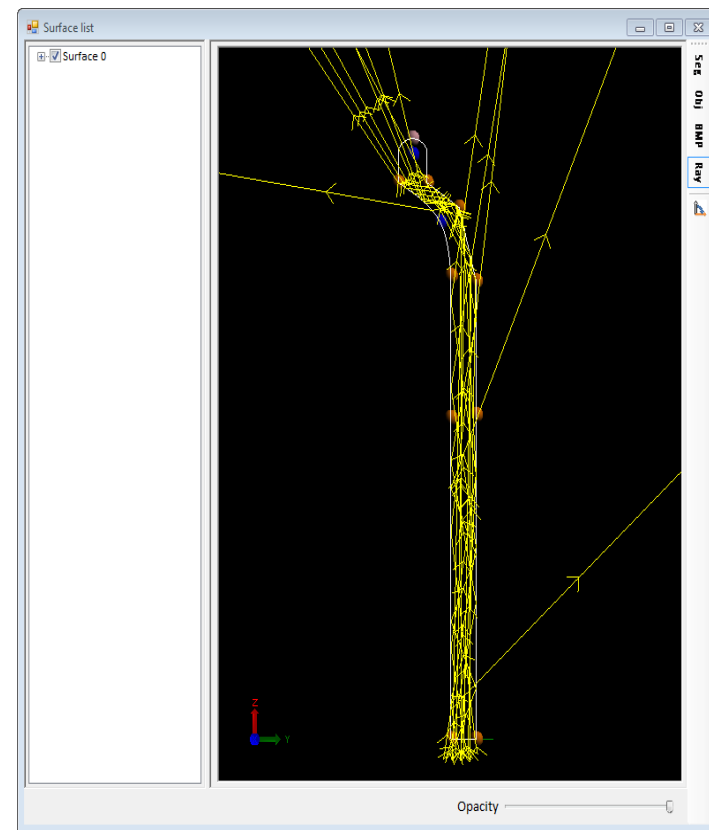 Surface list
Surface 0
Seg
Obj
BMP
Ray
Z
Y
Opacity